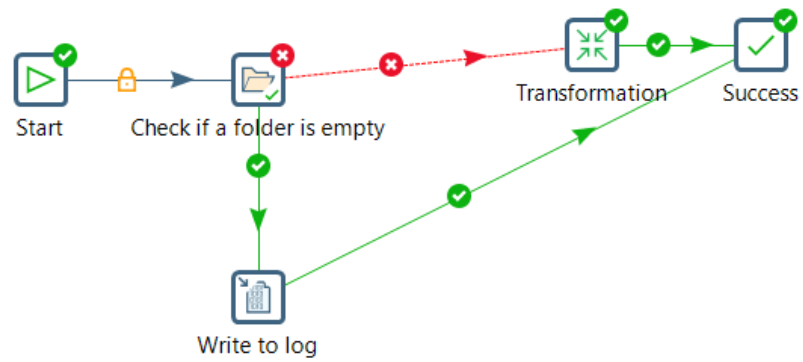 Start
Check if a folder is empty
Transformation
Success
Write to log